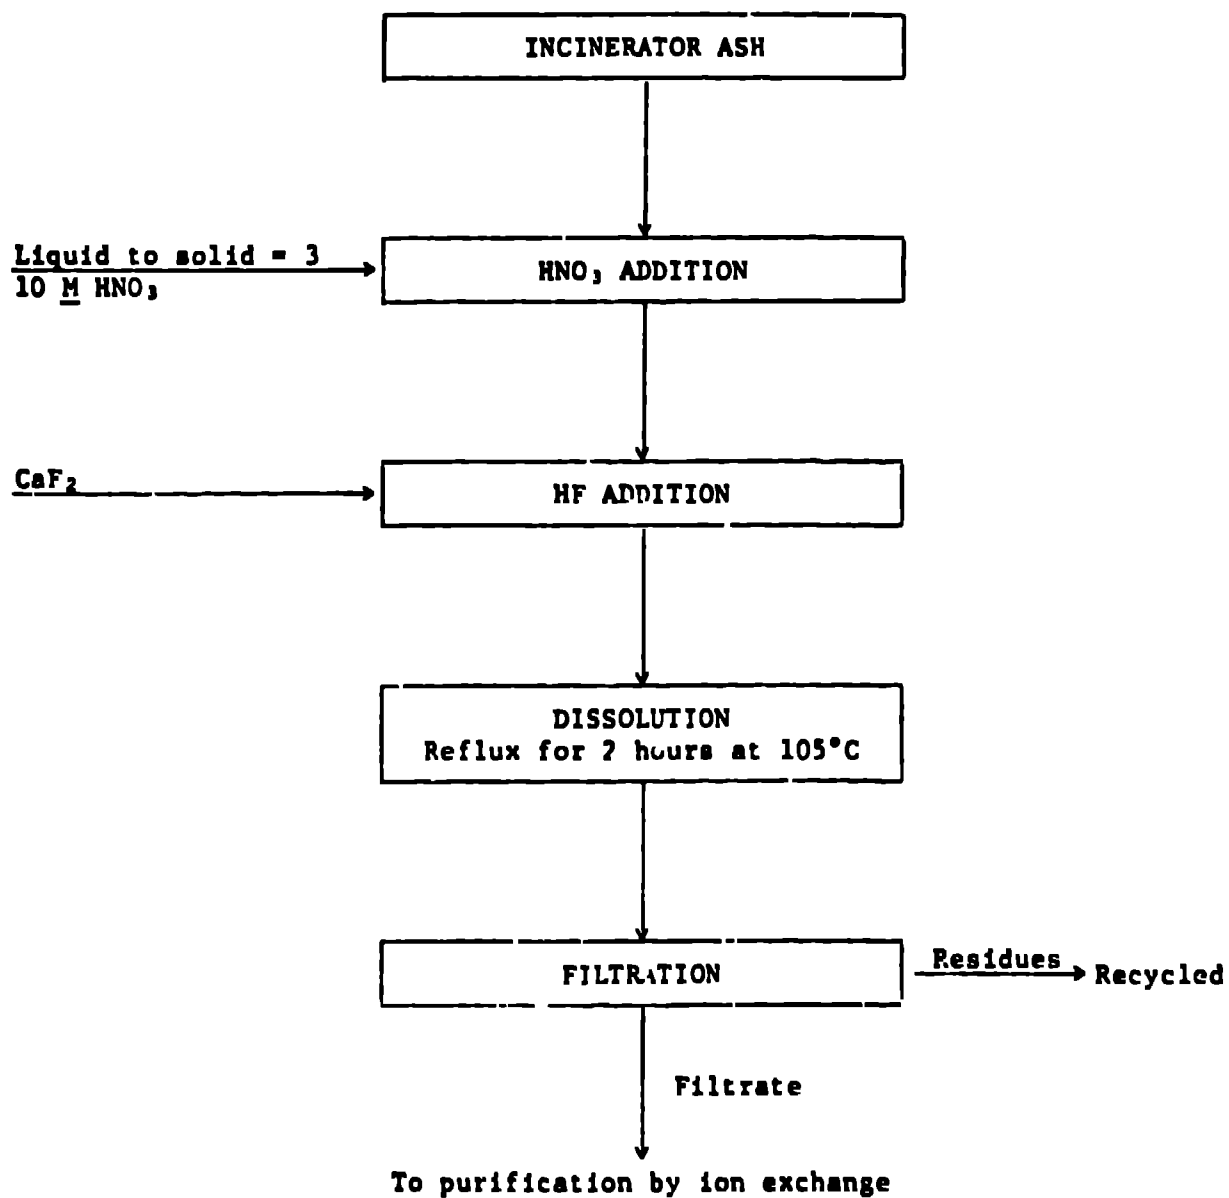 INCINERATOR ASH
Liquid to solid = 3
10 M HNO₃
HNO₃ ADDITION
CaF₂
HF ADDITION
DISSOLUTION
Reflux for 2 hours at 105°C
FILTRATION
Residues
Recycled
Filtrate
To purification by ion exchange